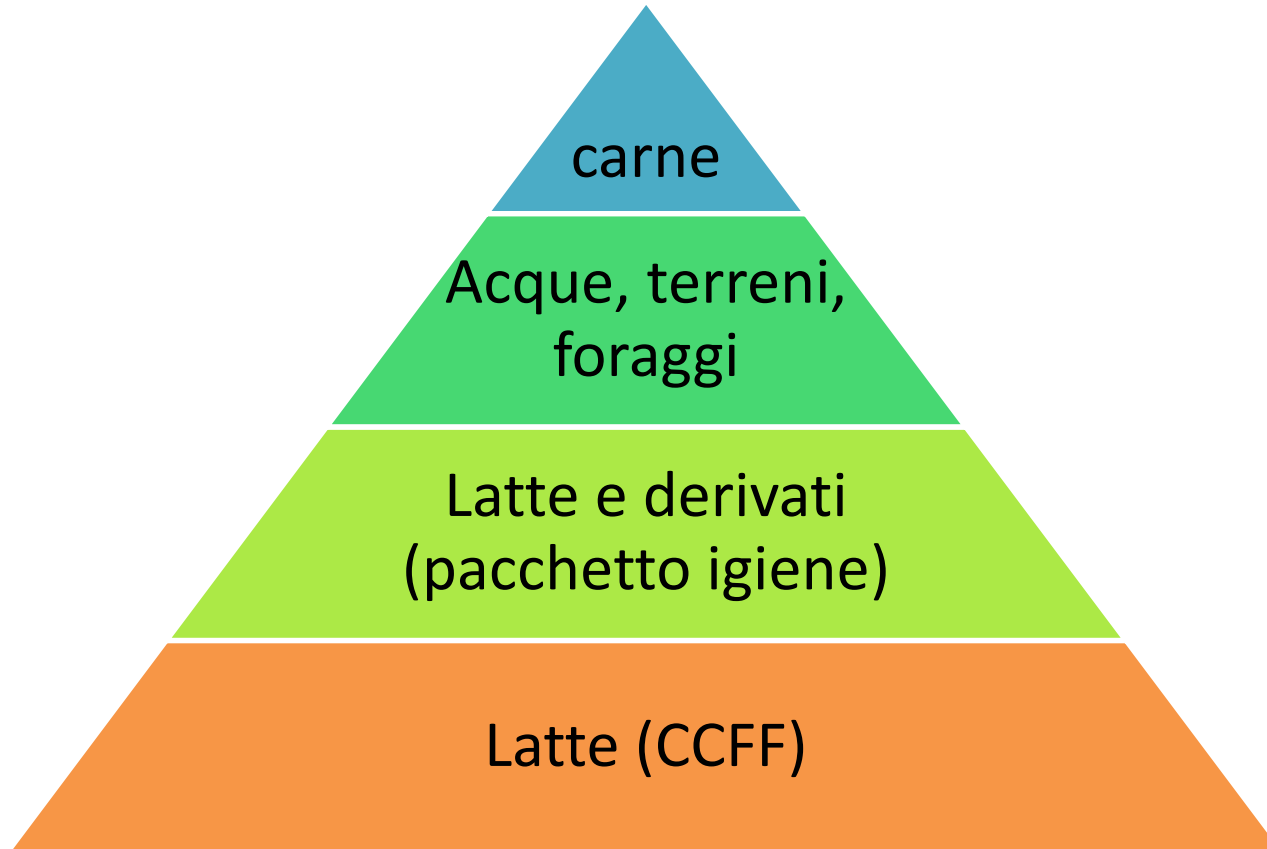 carne
Acque, terreni,
foraggi
Latte e derivati
(pacchetto igiene)
Latte (CCFF)